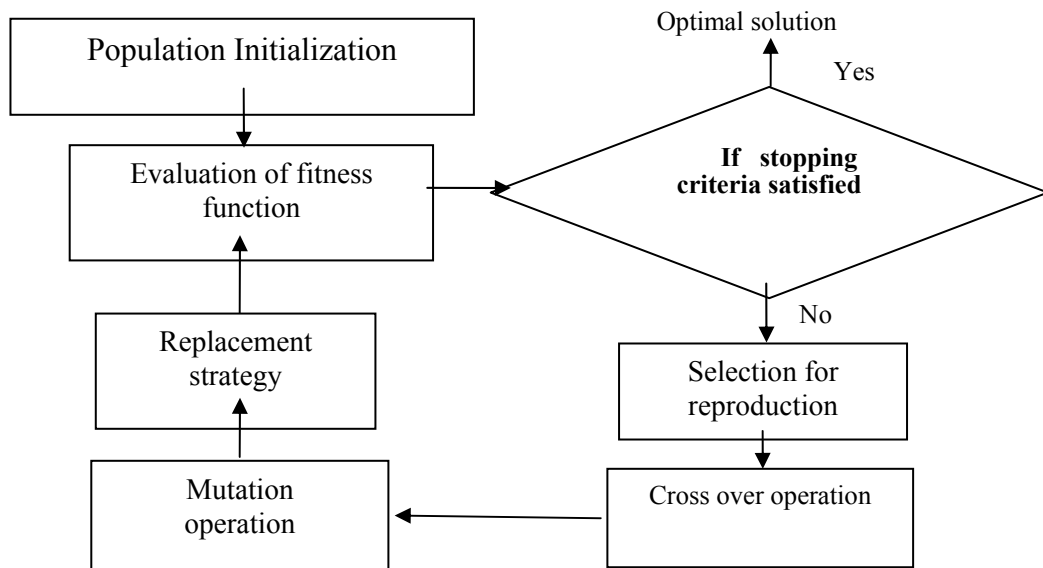 Population Initialization
Evaluation of fitness
function
Optimal solution
Yes
If stopping
criteria satisfied
No
Selection for
reproduction
Cross over operation
Mutation
operation
Replacement
strategy